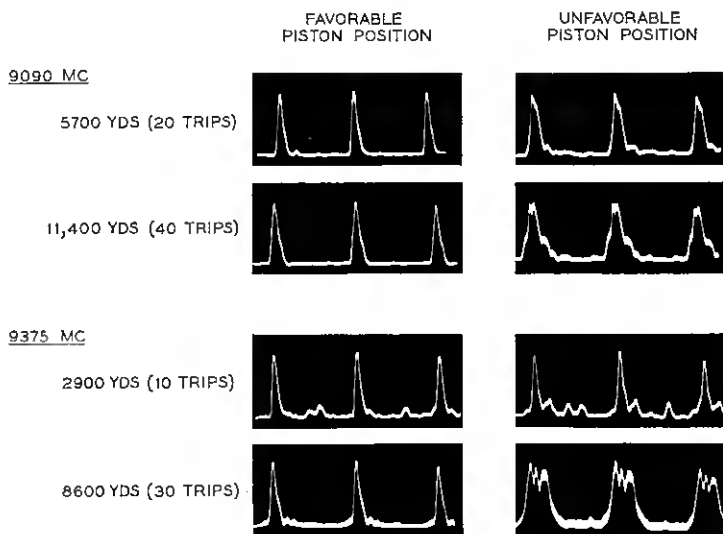 FAVORABLE
PISTON POSITION
UNFAVORABLE
PISTON POSITION
9090 MC
5700 YDS (20 TRIPS)
11,400 YDS (40 TRIPS)
9375 MC
2900 YDS (10 TRIPS)
8600 YDS (30 TRIPS)